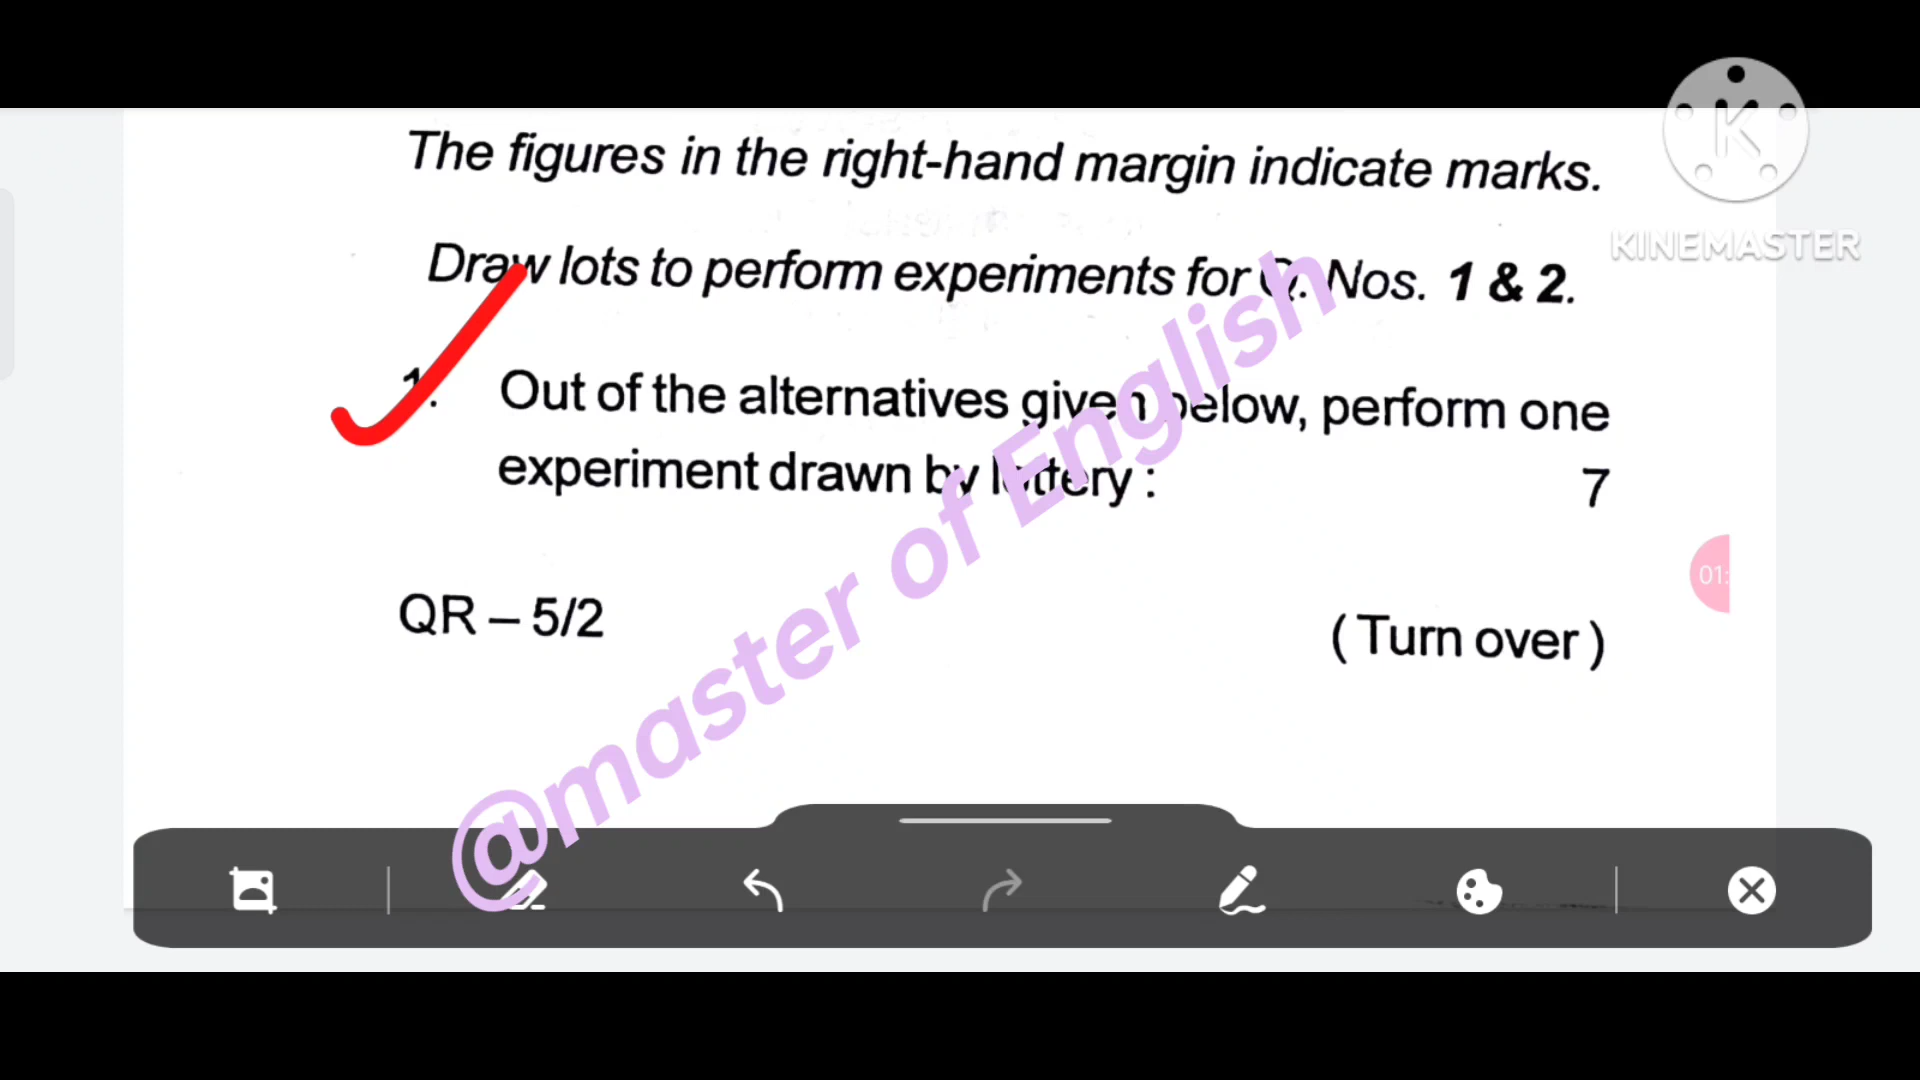 The figures in the right-hand margin indicate marks.
Draw lots to perform experiments for Q. Nos. 1 & 2.
1. Out of the alternatives given below, perform one
experiment drawn by lottery : 7
QR – 5/2 (Turn over)
@master of English
KINEMASTER
01: